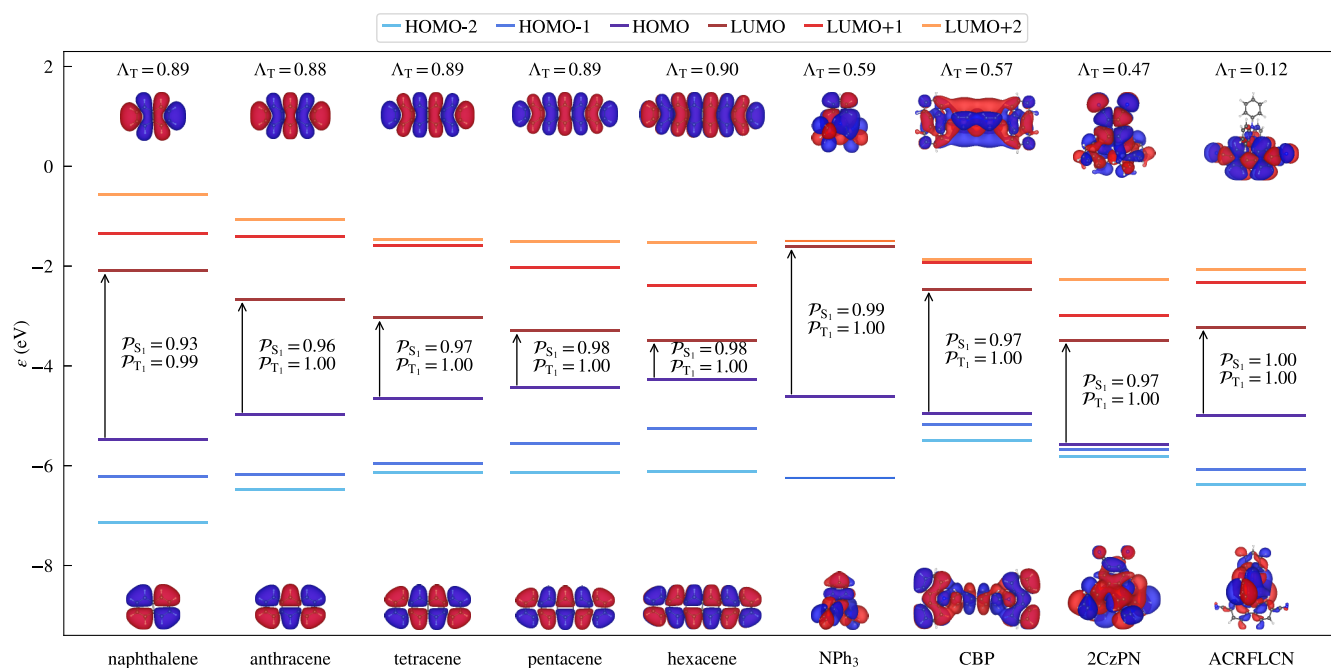 HOMO-2 HOMO-1 HOMO LUMO LUMO+1 LUMO+2
Λ_T = 0.89 Λ_T = 0.88 Λ_T = 0.89 Λ_T = 0.89 Λ_T = 0.90 Λ_T = 0.59 Λ_T = 0.57 Λ_T = 0.47 Λ_T = 0.12
2
0
−2
−4
−6
−8
ε (eV)
𝒫_S₁ = 0.93
𝒫_T₁ = 0.99
𝒫_S₁ = 0.96
𝒫_T₁ = 1.00
𝒫_S₁ = 0.97
𝒫_T₁ = 1.00
𝒫_S₁ = 0.98
𝒫_T₁ = 1.00
𝒫_S₁ = 0.98
𝒫_T₁ = 1.00
𝒫_S₁ = 0.99
𝒫_T₁ = 1.00
𝒫_S₁ = 0.97
𝒫_T₁ = 1.00
𝒫_S₁ = 0.97
𝒫_T₁ = 1.00
𝒫_S₁ = 1.00
𝒫_T₁ = 1.00
naphthalene anthracene tetracene pentacene hexacene NPh₃ CBP 2CzPN ACRFLCN